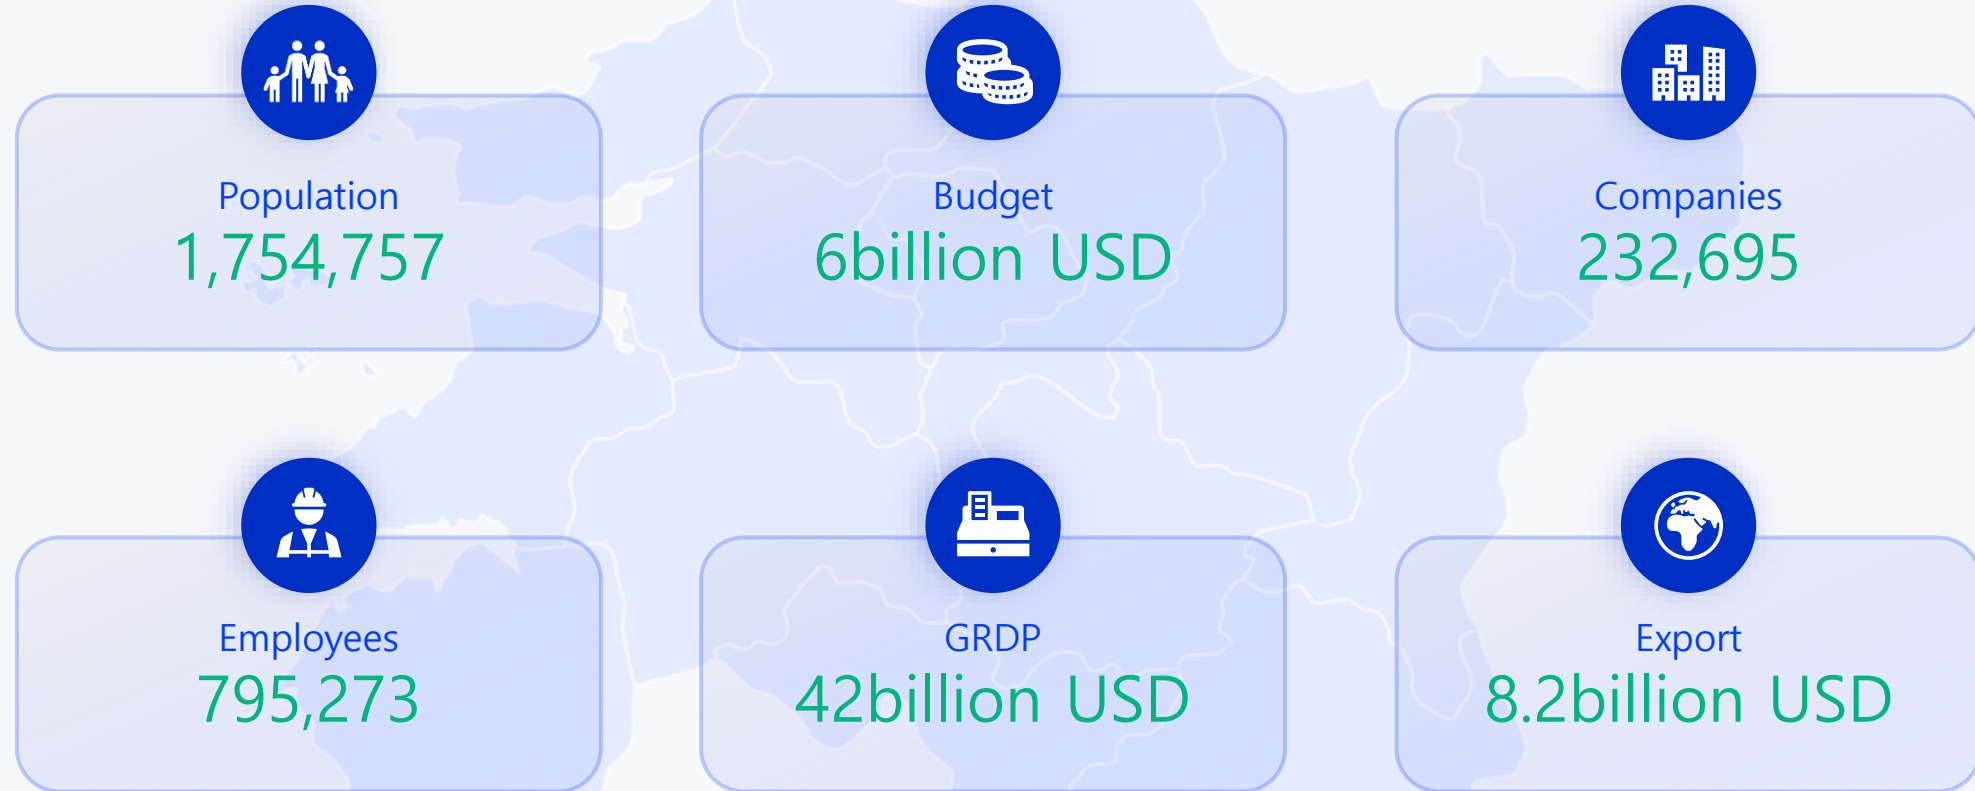 Population
1,754,757
Budget
6billion USD
Companies
232,695
Employees
795,273
GRDP
42billion USD
Export
8.2billion USD